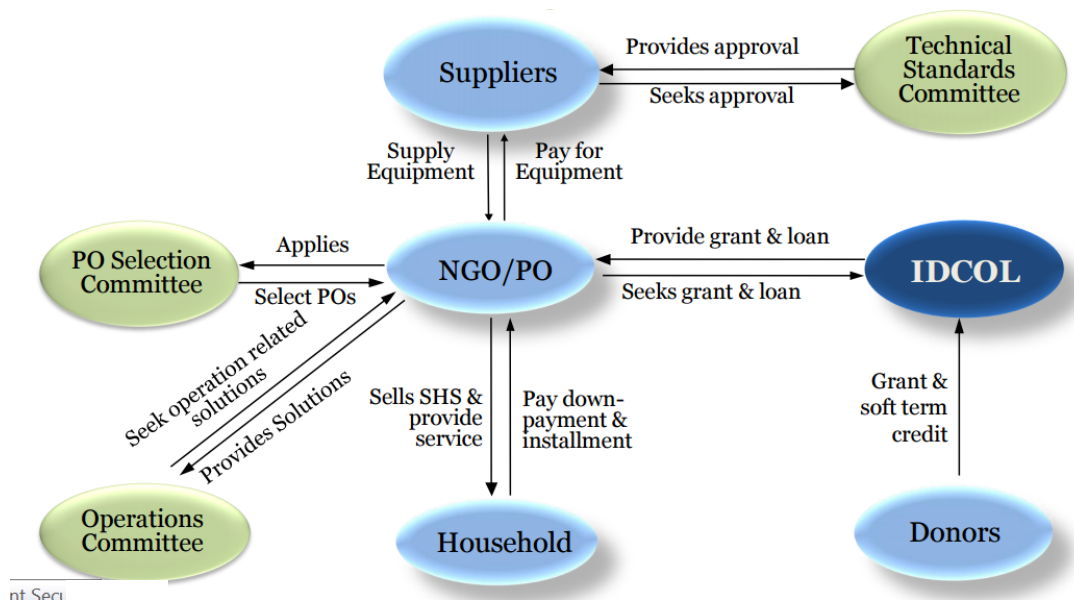 Suppliers
Provides approval
Seeks approval
Technical
Standards
Committee
Supply
Equipment
Pay for
Equipment
PO Selection
Committee
Applies
Select POs
NGO/PO
Provide grant & loan
Seeks grant & loan
IDCOL
Seek operation related
solutions
Provides Solutions
Sells SHS &
provide
service
Pay down-
payment &
installment
Grant &
soft term
credit
Operations
Committee
Household
Donors